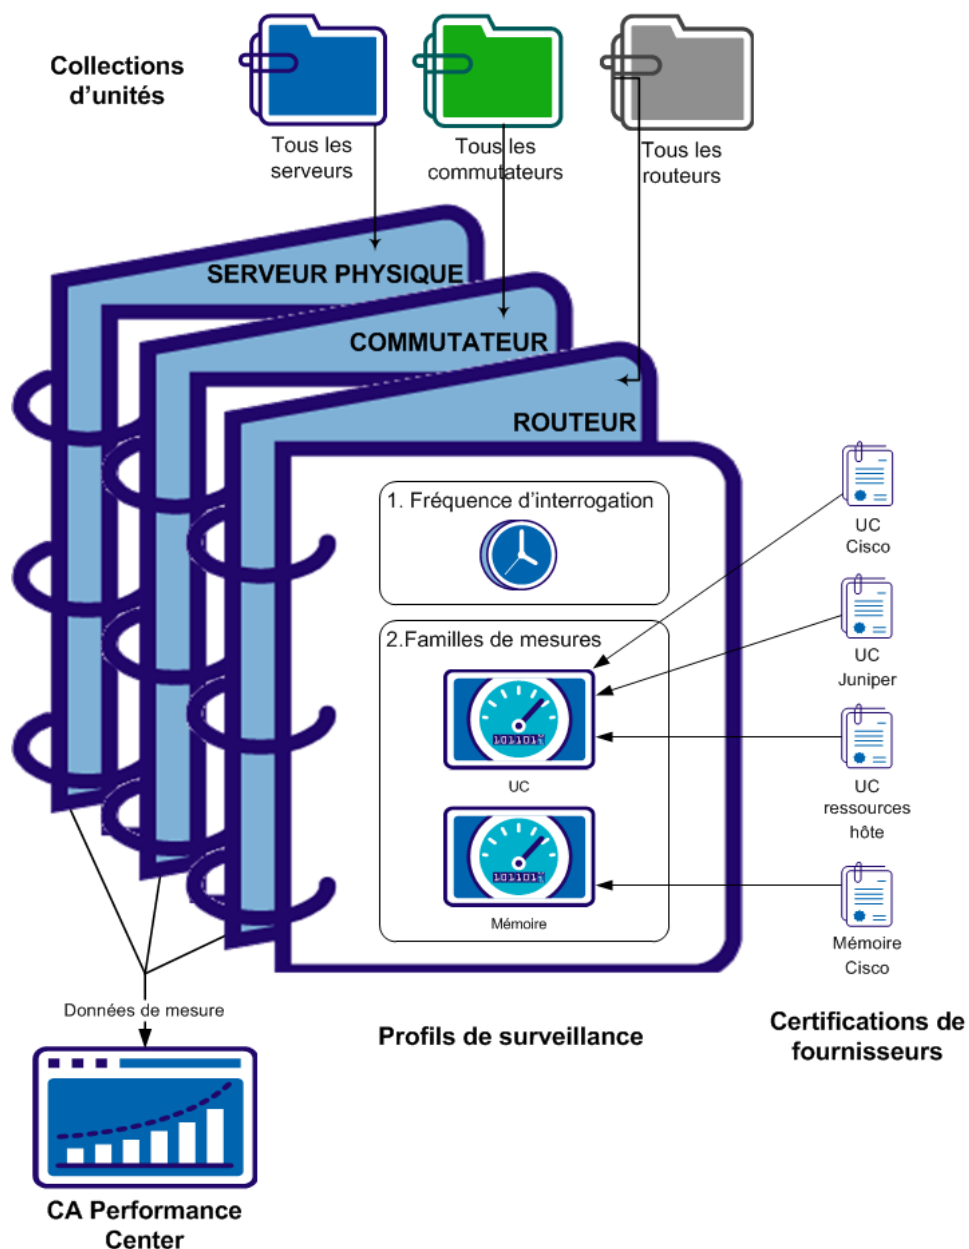 Collections
d'unités
Tous les
serveurs
Tous les
commutateurs
Tous les
routeurs
SERVEUR PHYSIQUE
COMMUTATEUR
ROUTEUR
1. Fréquence d'interrogation
2.Familles de mesures
UC
Mémoire
UC
Cisco
UC
Juniper
UC
ressources
hôte
Mémoire
Cisco
Données de mesure
Profils de surveillance
Certifications de
fournisseurs
CA Performance
Center